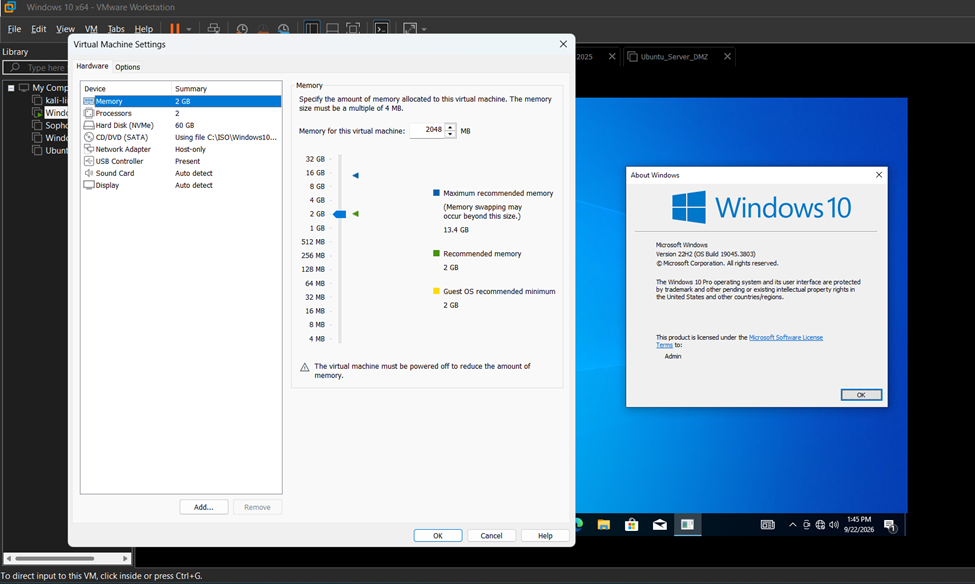 Windows 10 x64 - VMware Workstation
File Edit View VM Tabs Help
Library
Type here
My Comp
kali-li
Windo
Sopho
Windo
Ubunt
2025
Ubuntu_Server_DMZ
Virtual Machine Settings
Hardware Options
Device Summary
Memory 2 GB
Processors 2
Hard Disk (NVMe) 60 GB
CD/DVD (SATA) Using file C:\ISO\Windows10...
Network Adapter Host-only
USB Controller Present
Sound Card Auto detect
Display Auto detect
Add... Remove
Memory
Specify the amount of memory allocated to this virtual machine. The memory
size must be a multiple of 4 MB.
Memory for this virtual machine: 2048 MB
32 GB
16 GB
8 GB
4 GB
2 GB
1 GB
512 MB
256 MB
128 MB
64 MB
32 MB
16 MB
8 MB
4 MB
Maximum recommended memory
(Memory swapping may
occur beyond this size.)
13.4 GB
Recommended memory
2 GB
Guest OS recommended minimum
2 GB
The virtual machine must be powered off to reduce the amount of
memory.
OK Cancel Help
About Windows
Windows 10
Microsoft Windows
Version 22H2 (OS Build 19045.3803)
© Microsoft Corporation. All rights reserved.
The Windows 10 Pro operating system and its user interface are protected
by trademark and other pending or existing intellectual property rights in
the United States and other countries/regions.
This product is licensed under the Microsoft Software License
Terms to:
Admin
OK
1:45 PM
9/22/2026
1
To direct input to this VM, click inside or press Ctrl+G.